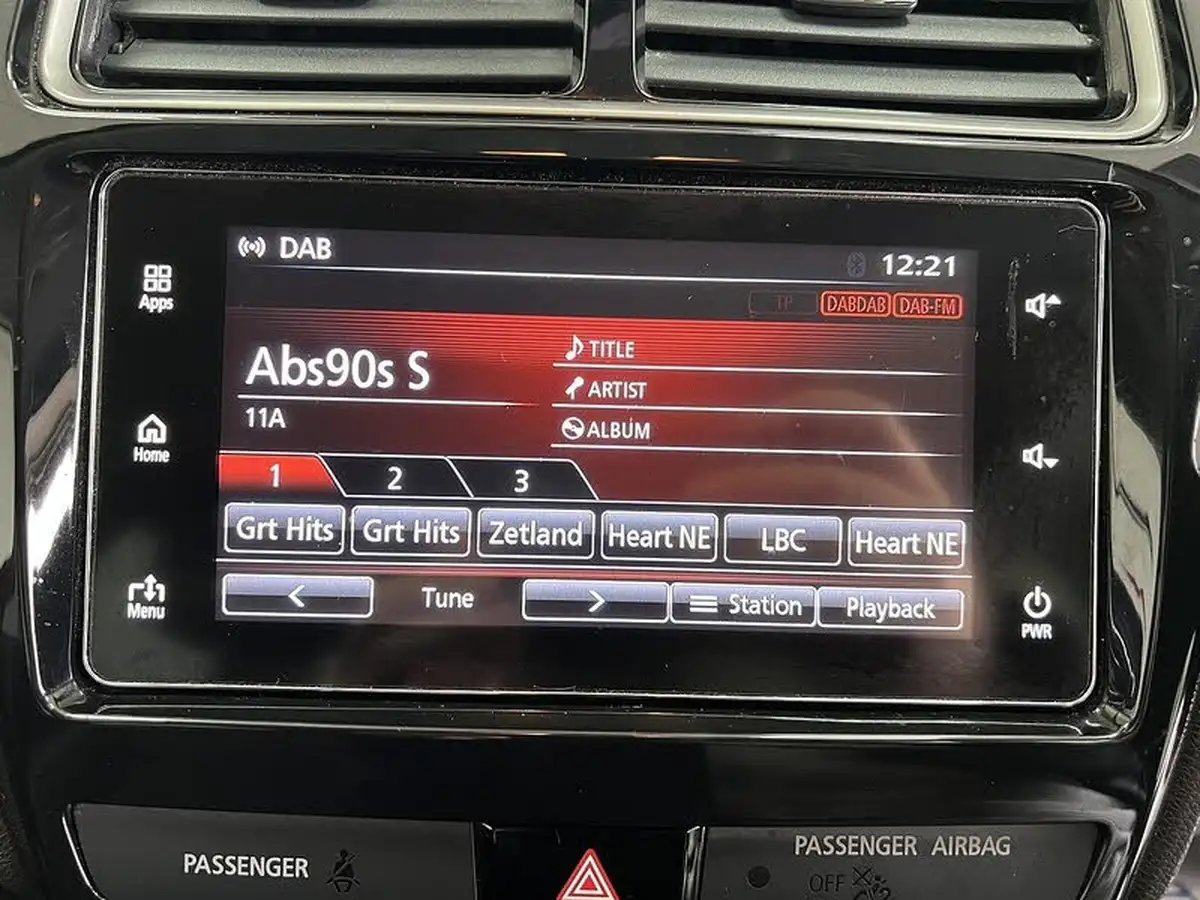 DAB
12:21
TP DABDAB DAB-FM
Apps
Abs90s S
11A
TITLE
ARTIST
ALBUM
Home
1 2 3
Grt Hits Grt Hits Zetland Heart NE LBC Heart NE
< Tune > Station Playback
Menu
PWR
PASSENGER
PASSENGER AIRBAG
OFF